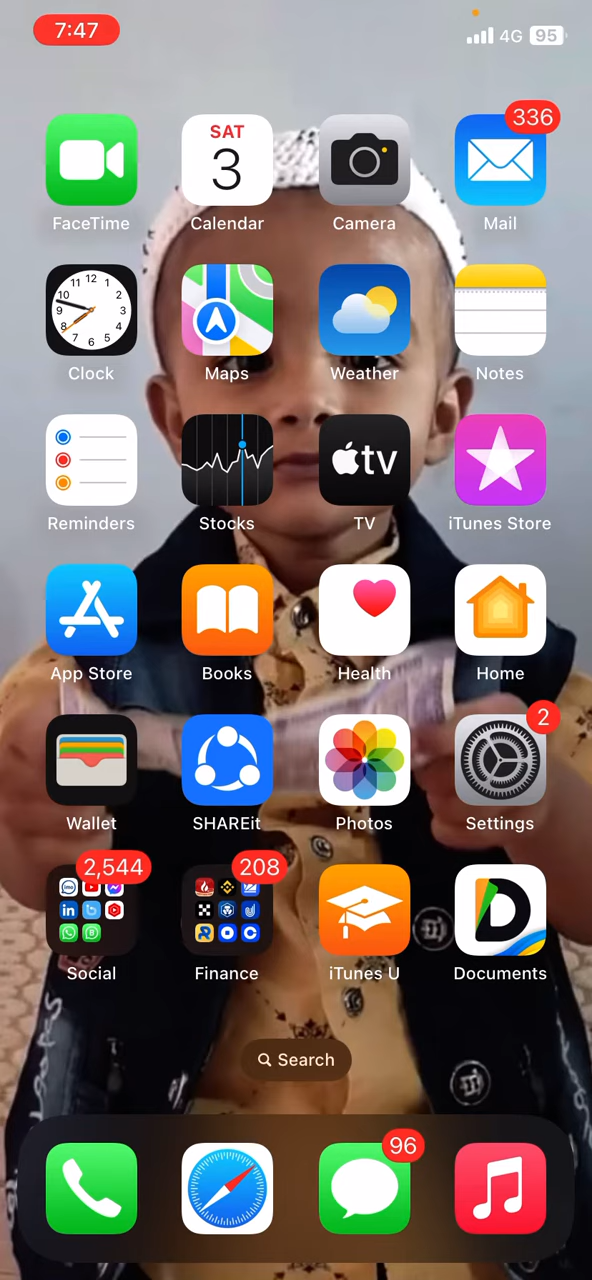 7:47
4G 95
336
FaceTime
SAT
3
Calendar
Camera
Mail
Clock
Maps
Weather
Notes
Reminders
Stocks
tv
TV
iTunes Store
App Store
Books
Health
Home
2
Wallet
SHAREit
Photos
Settings
2,544
208
Social
Finance
iTunes U
D
Documents
Search
96